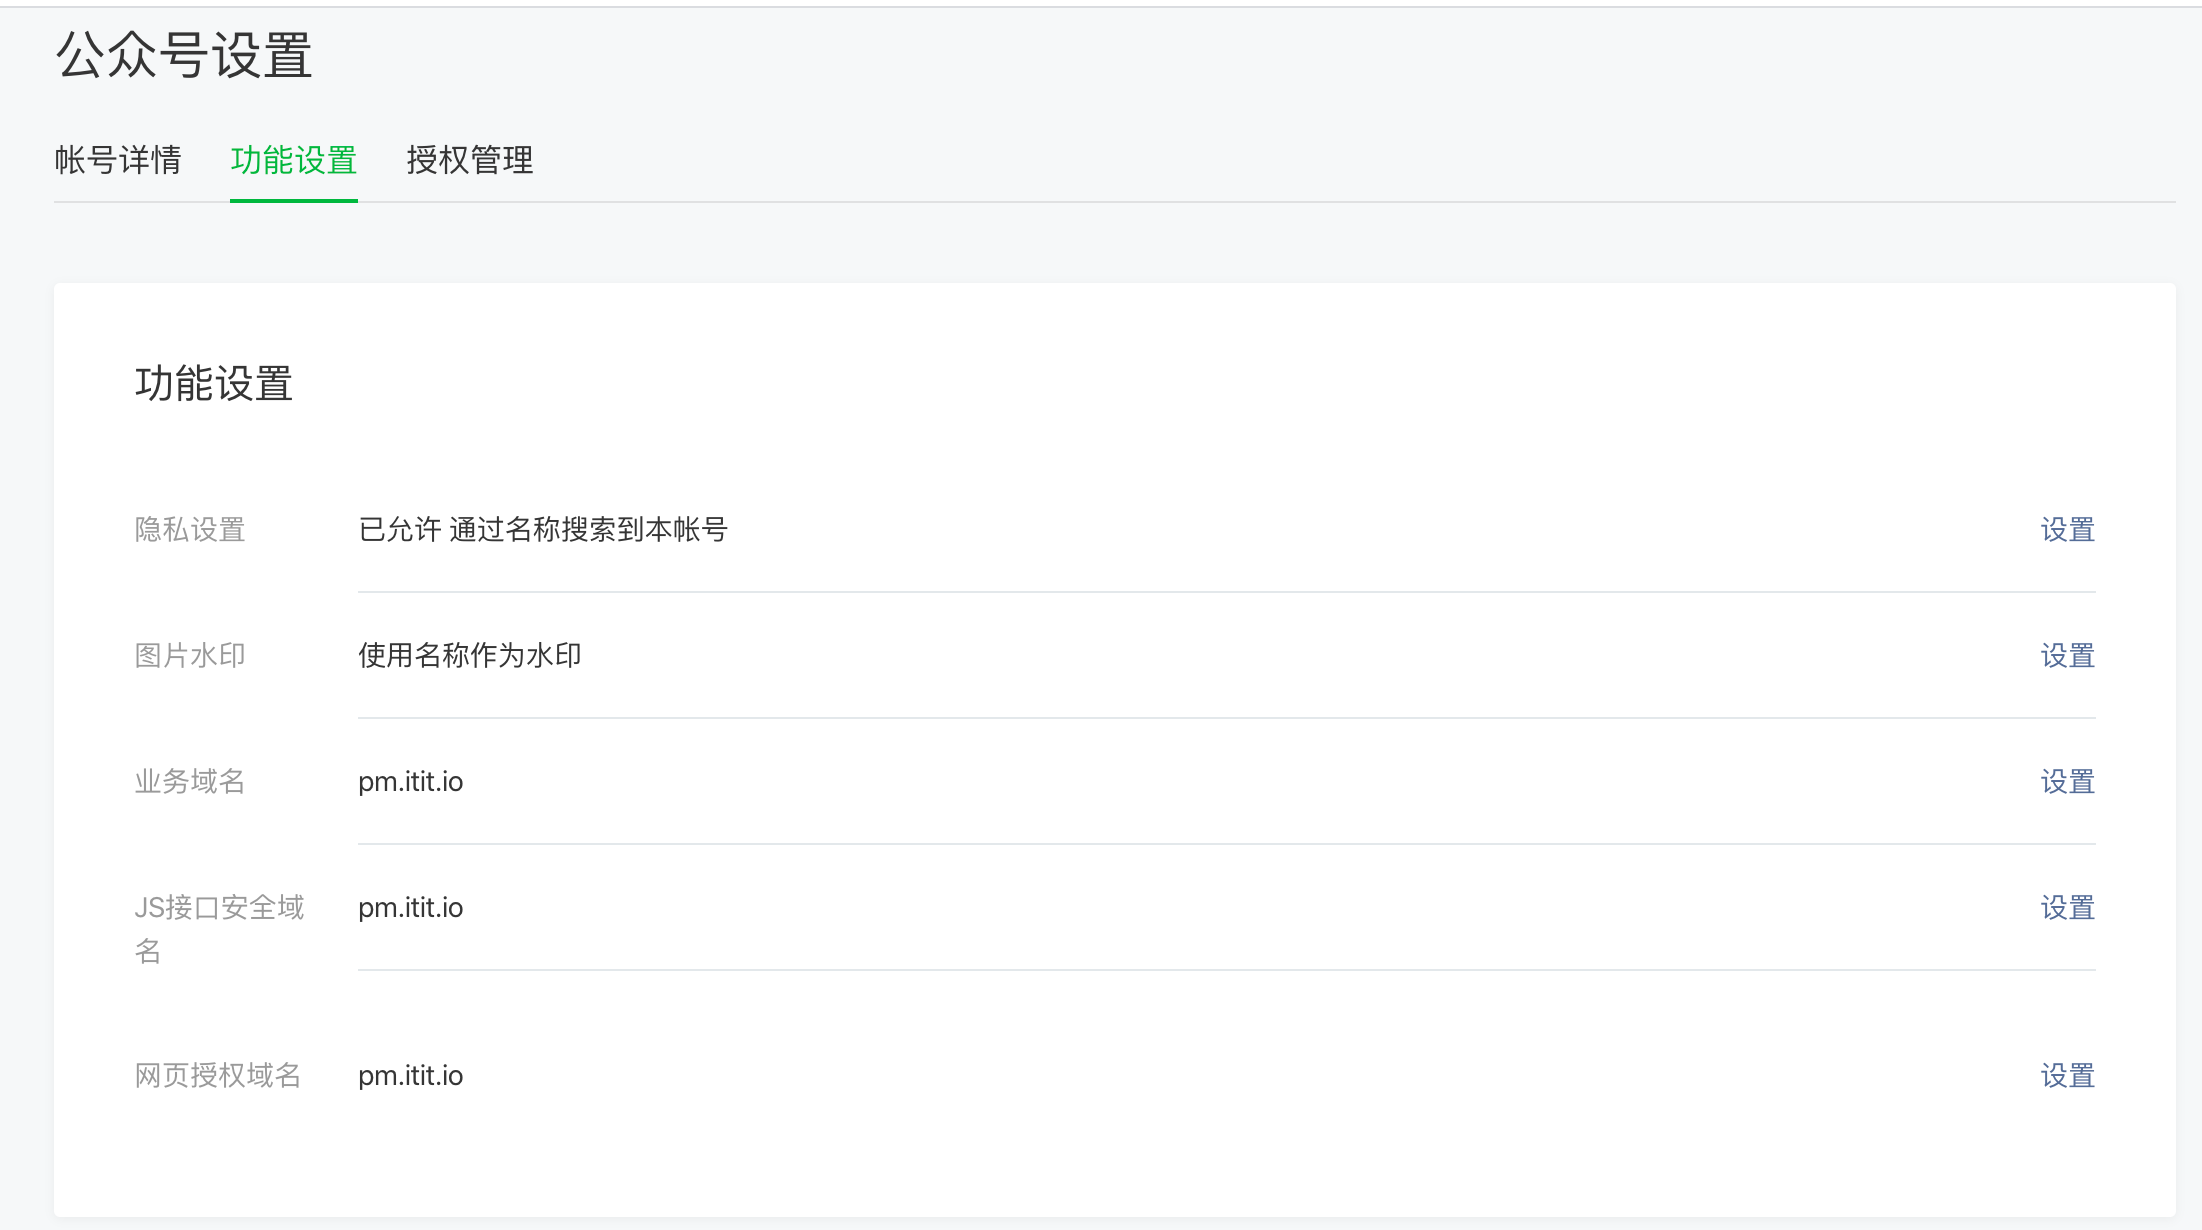 公众号设置
帐号详情 功能设置 授权管理
功能设置
隐私设置 已允许 通过名称搜索到本帐号 设置
图片水印 使用名称作为水印 设置
业务域名 pm.itit.io 设置
JS接口安全域 pm.itit.io 设置
名
网页授权域名 pm.itit.io 设置